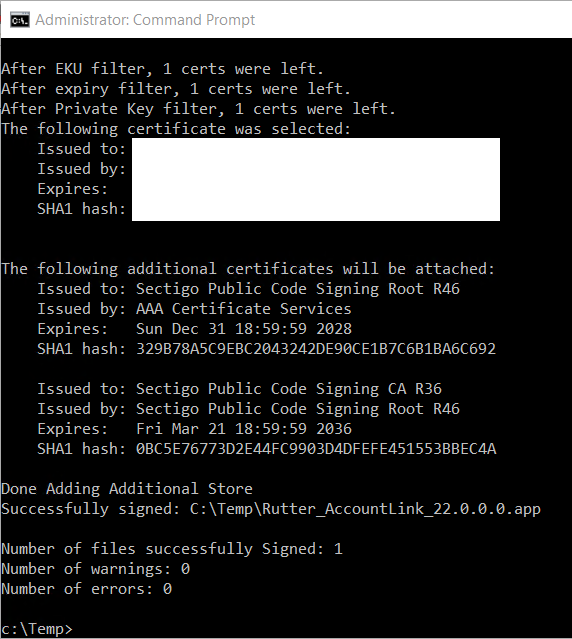 Administrator: Command Prompt
After EKU filter, 1 certs were left.
After expiry filter, 1 certs were left.
After Private Key filter, 1 certs were left.
The following certificate was selected:
Issued to:
Issued by:
Expires:
SHA1 hash:
The following additional certificates will be attached:
Issued to: Sectigo Public Code Signing Root R46
Issued by: AAA Certificate Services
Expires:   Sun Dec 31 18:59:59 2028
SHA1 hash: 329B78A5C9EBC2043242DE90CE1B7C6B1BA6C692
Issued to: Sectigo Public Code Signing CA R36
Issued by: Sectigo Public Code Signing Root R46
Expires:   Fri Mar 21 18:59:59 2036
SHA1 hash: 0BC5E76773D2E44FC9903D4DFEFE451553BBEC4A
Done Adding Additional Store
Successfully signed: C:\Temp\Rutter_AccountLink_22.0.0.0.app
Number of files successfully Signed: 1
Number of warnings: 0
Number of errors: 0
c:\Temp>